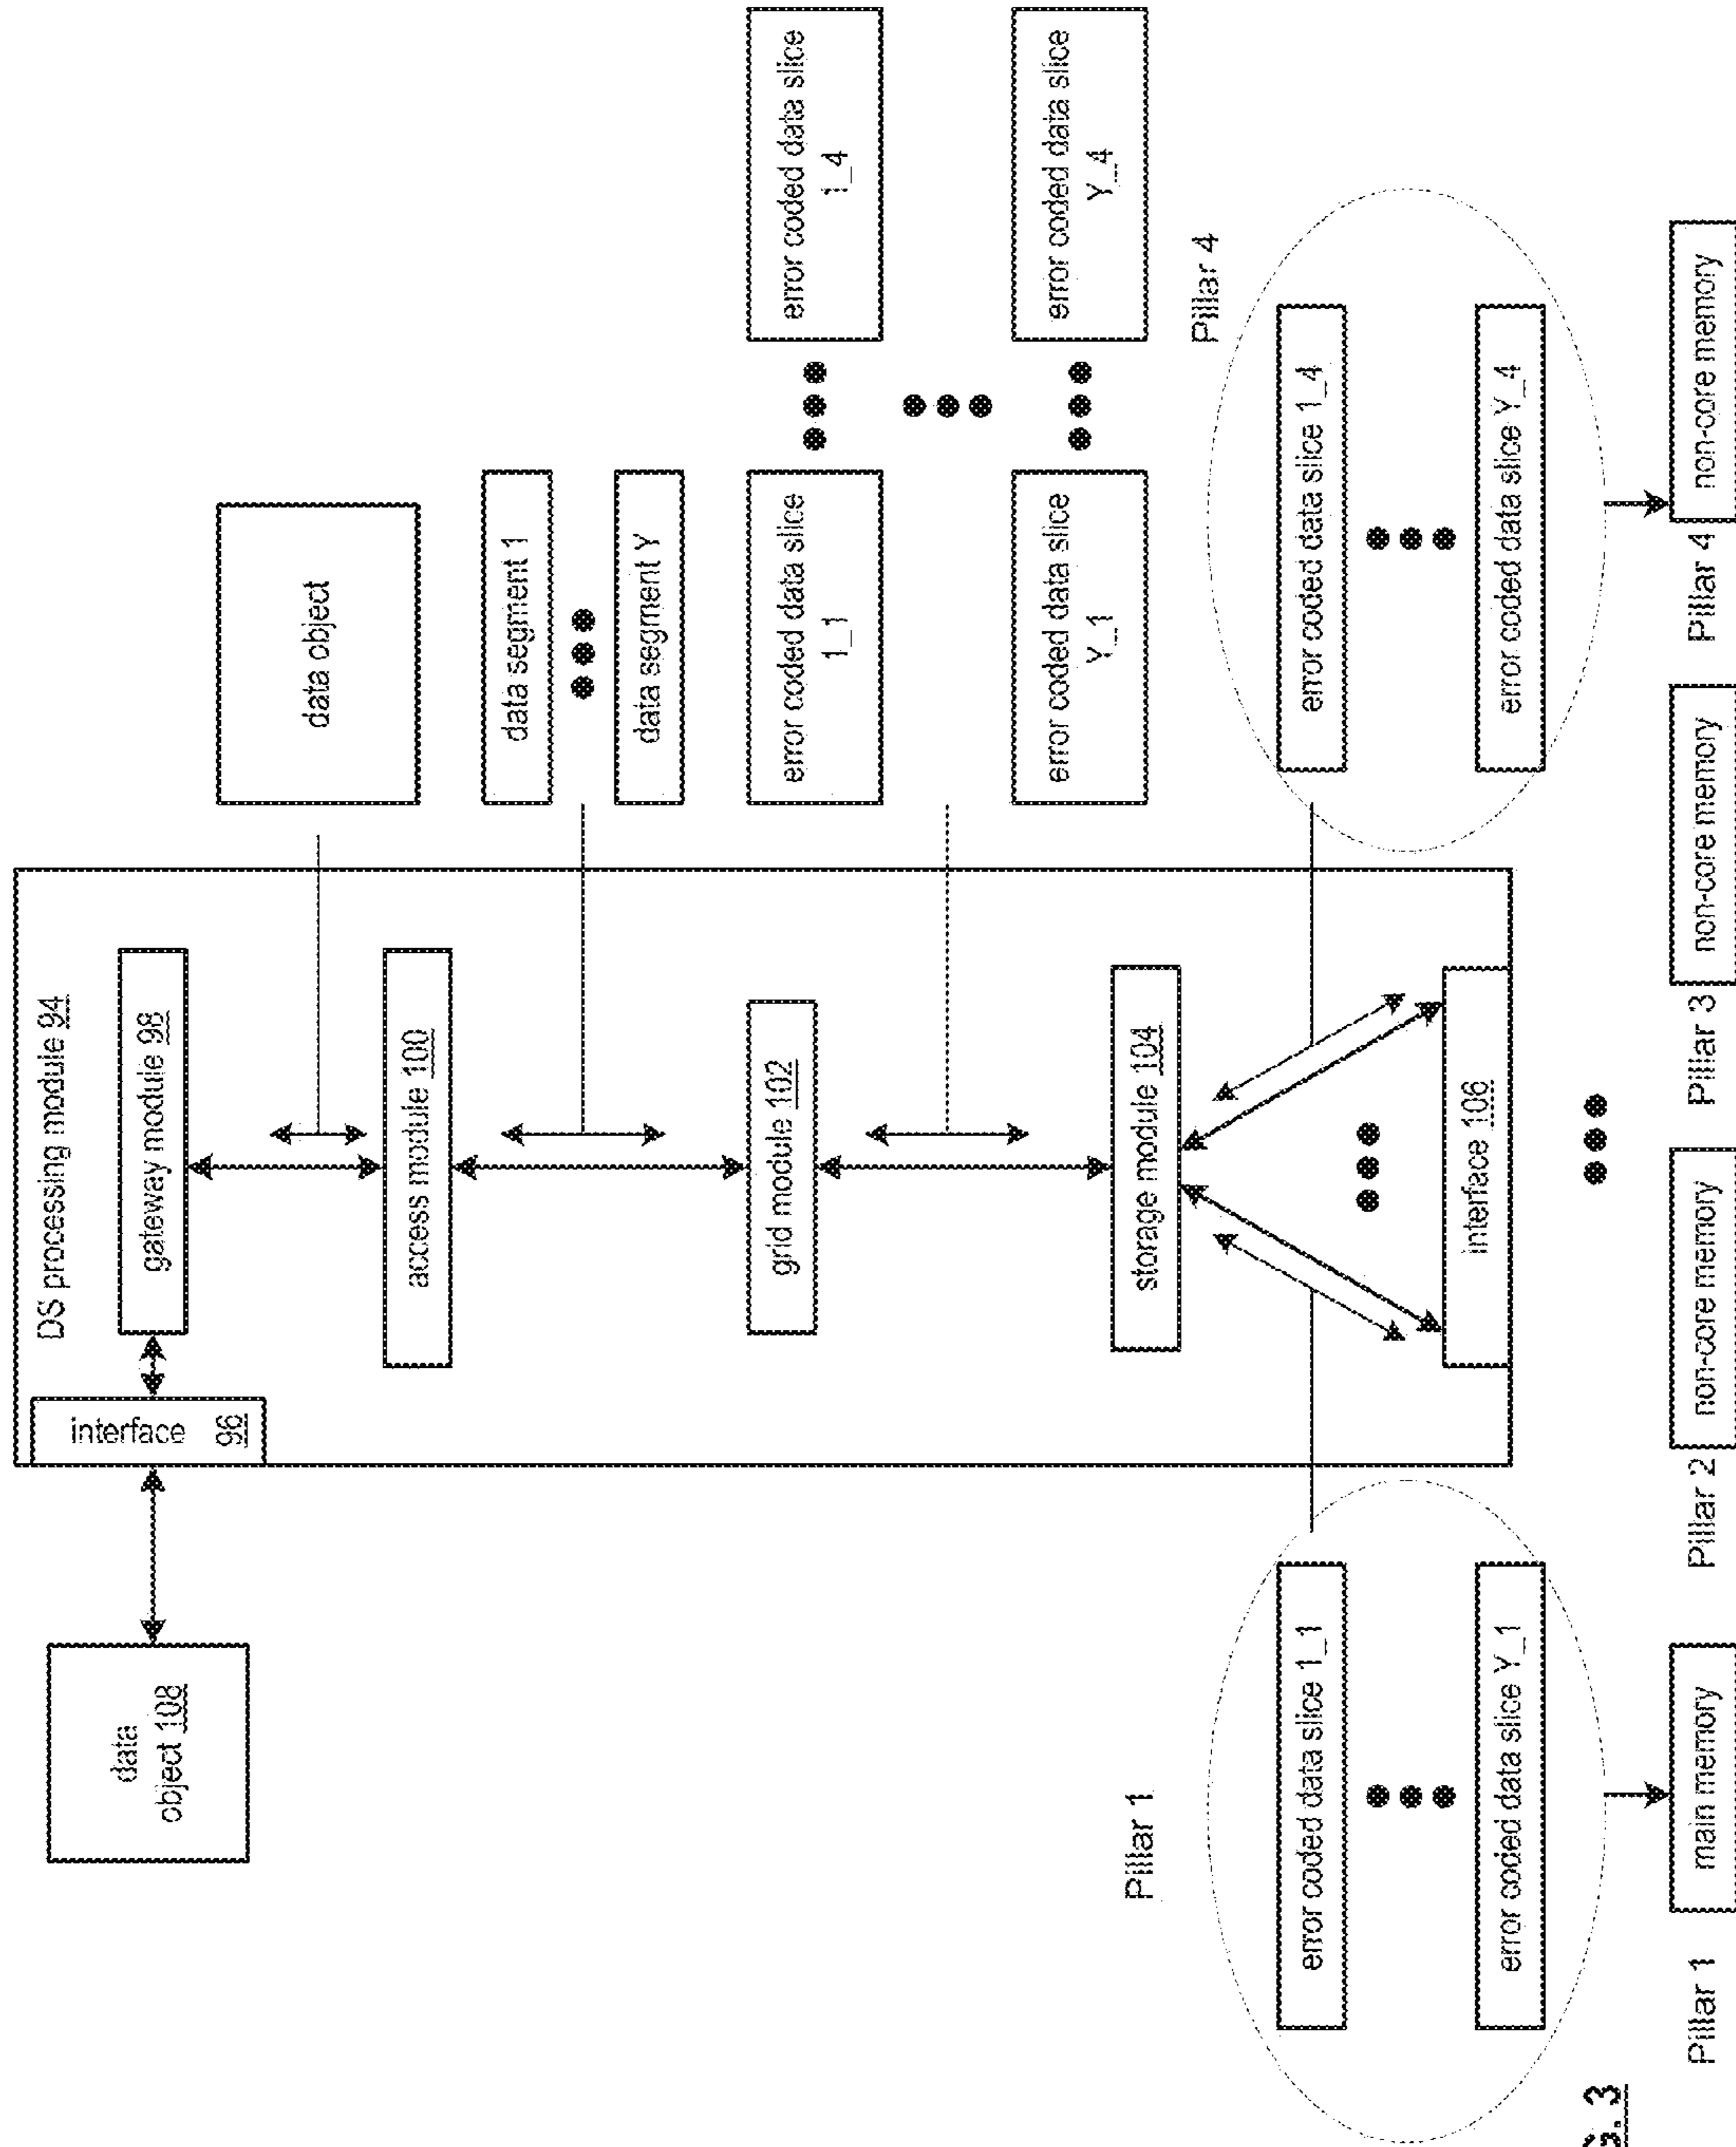 DS processing module 94
data
object 108
interface 96
gateway module 98
data object
access module 100
data segment 1
data segment Y
grid module 102
error coded data slice
1_1
error coded data slice
1_4
error coded data slice
Y_1
error coded data slice
Y_4
storage module 104
Pillar 1
Pillar 4
error coded data slice 1_1
error coded data slice 1_4
interface 106
error coded data slice Y_1
error coded data slice Y_4
Pillar 1
main memory
Pillar 2
non-core memory
Pillar 3
non-core memory
Pillar 4
non-core memory
G. 3